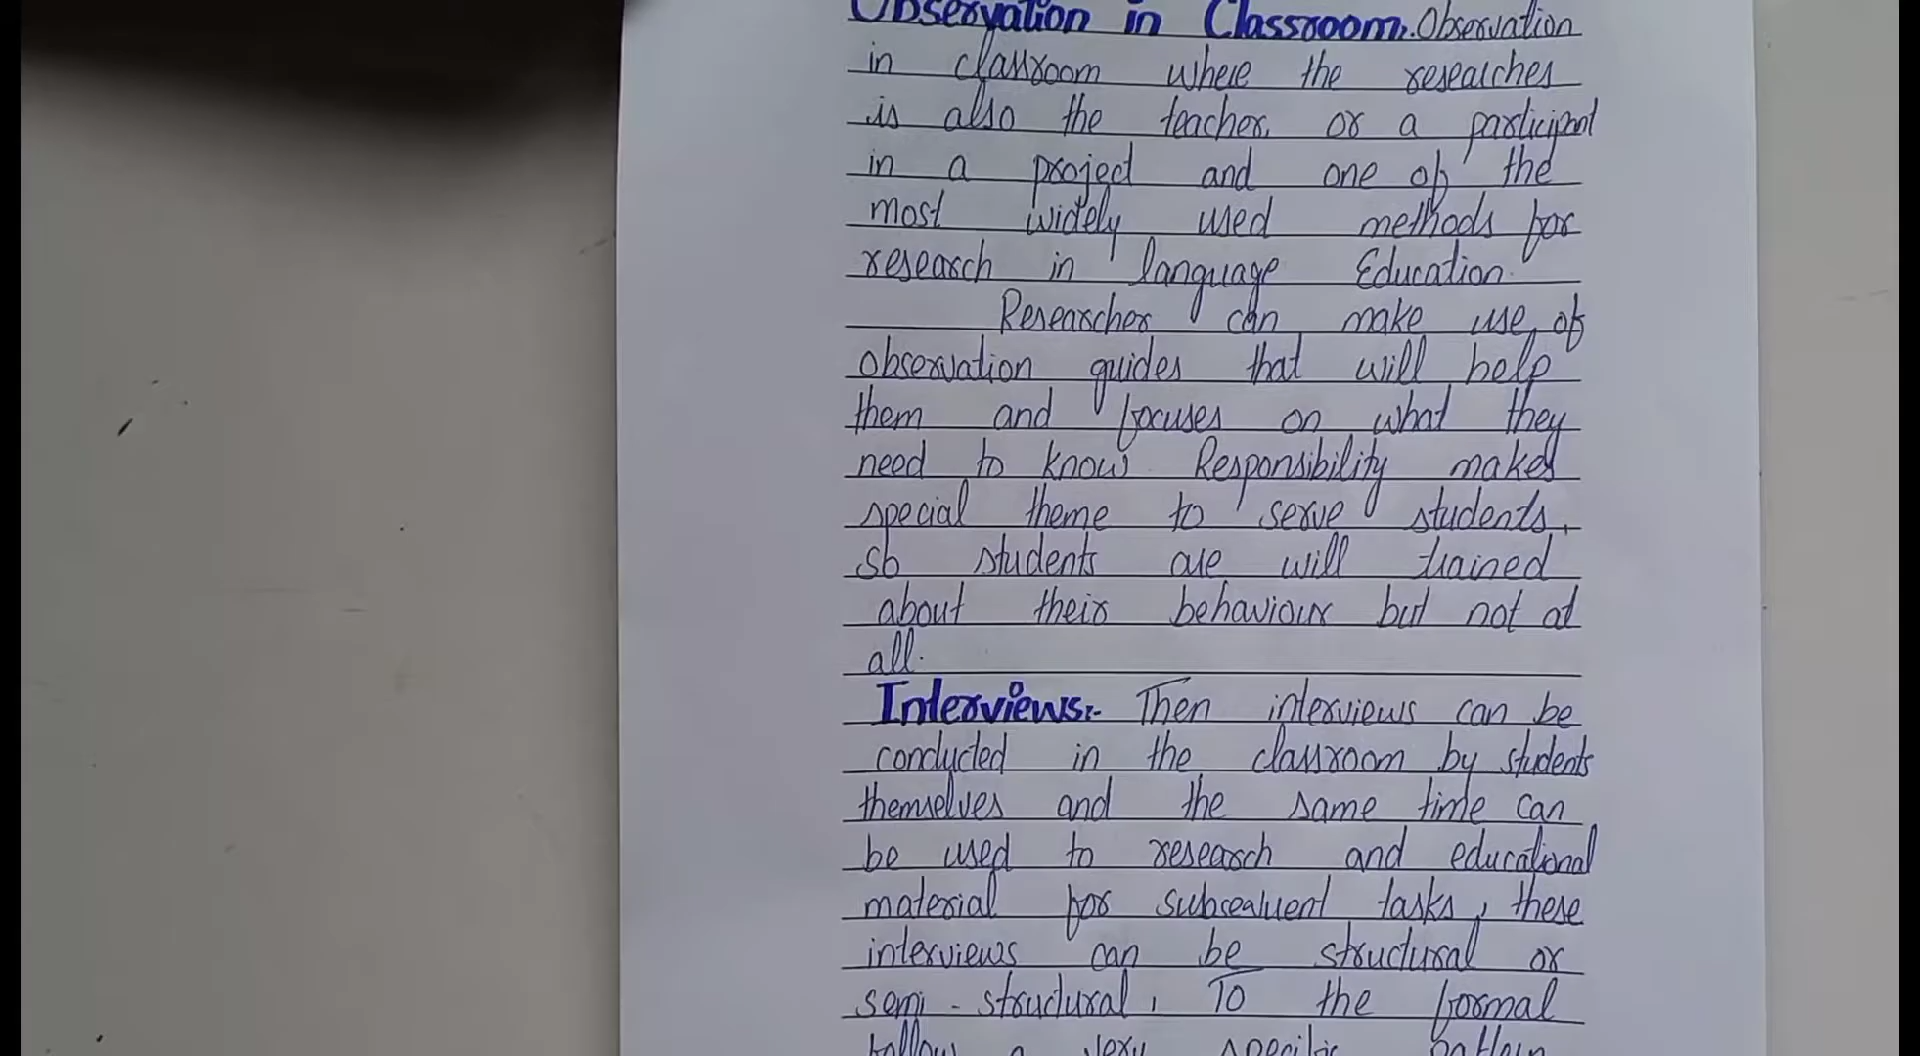 Observation in Classroom. Observation
in classroom where the researches
is also the teacher, or a participant
in a project and one of the
most widely used methods for
research in language Education.
Researcher can make use of
observation guides that will help
them and focuses on what they
need to know Responsibility makes
special theme to serve students,
so students are will trained
about their behaviour but not at
all.
Interviews:- Then interviews can be
conducted in the classroom by students
themselves and the same time can
be used to research and educational
material for subsequent tasks, these
interviews can be structural or
semi-structural, To the formal
follow a very specific pattern